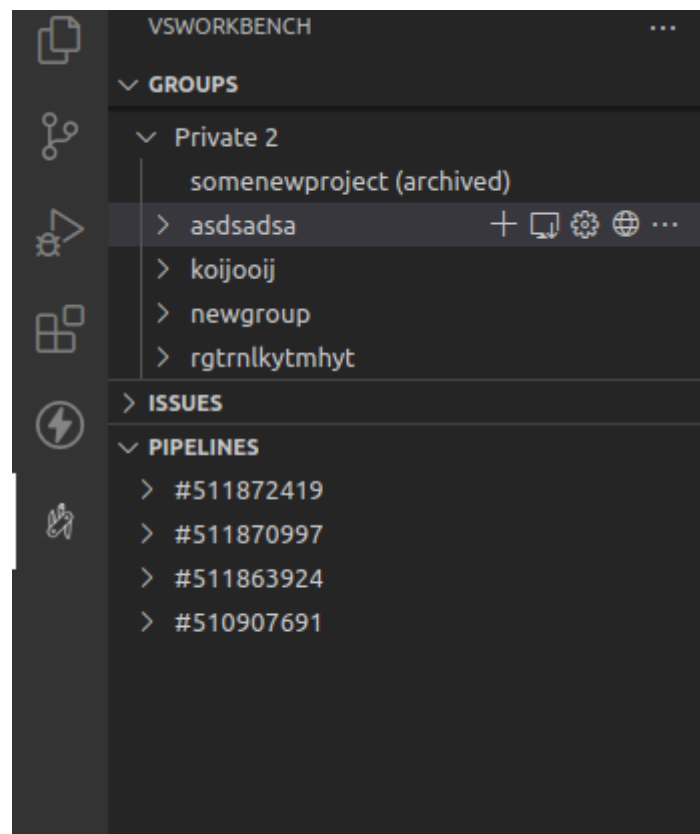 VSWORKBENCH
GROUPS
Private 2
somenewproject (archived)
asdsadsa
koijooij
newgroup
rgtrnlkytmhyt
ISSUES
PIPELINES
#511872419
#511870997
#511863924
#510907691